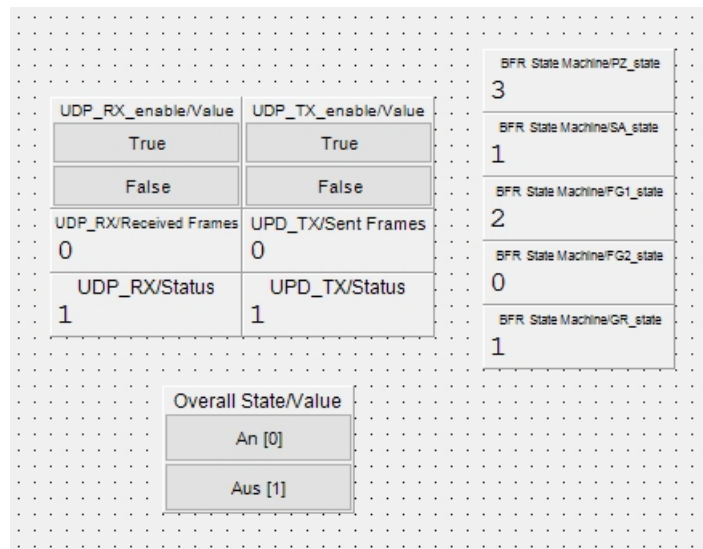 UDP_RX_enable/Value
True
False
UDP_RX/Received Frames
0
UDP_RX/Status
1
UDP_TX_enable/Value
True
False
UPD_TX/Sent Frames
0
UPD_TX/Status
1
BFR State Machine/PZ_state
3
BFR State Machine/SA_state
1
BFR State Machine/FG1_state
2
BFR State Machine/FG2_state
0
BFR State Machine/GR_state
1
Overall State/Value
An [0]
Aus [1]